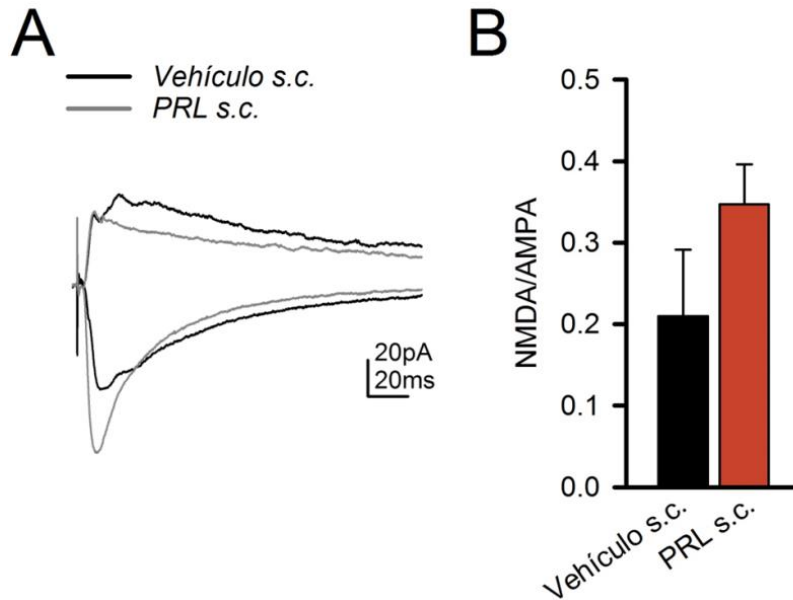 A
Vehículo s.c.
PRL s.c.
20pA
20ms
B
NMDA/AMPA
0.5
0.4
0.3
0.2
0.1
0.0
Vehículo s.c.
PRL s.c.